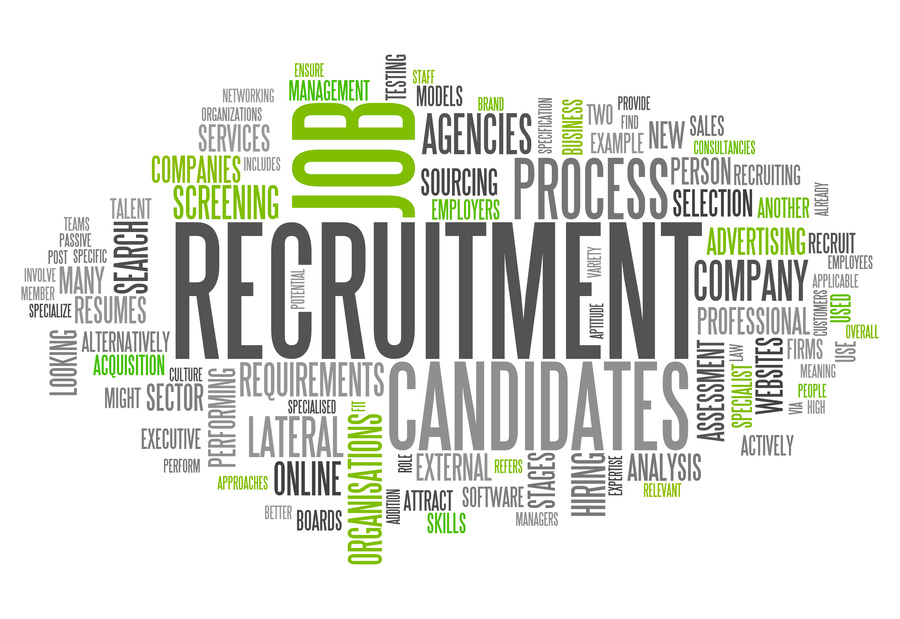 ENSURE
TESTING
STAFF
NETWORKING
MANAGEMENT
MODELS
BRAND
ORGANIZATIONS
JOB
AGENCIES
SPECIFICATION
BUSINESS
TWO
PROVIDE
FIND
SERVICES
EXAMPLE
NEW
SALES
CONSULTANCIES
COMPANIES
INCLUDES
SOURCING
PROCESS
PERSON
RECRUITING
SCREENING
EMPLOYERS
SELECTION
ANOTHER
ALREADY
TALENT
TEAMS
PASSIVE
POST
SPECIFIC
SEARCH
RECRUITMENT
POTENTIAL
VARIETY
APTITUDE
ADVERTISING
RECRUIT
EMPLOYEES
INVOLVE
MANY
COMPANY
APPLICABLE
MEMBER
SPECIALIZE
RESUMES
PROFESSIONAL
CUSTOMERS
USED
OVERALL
LOOKING
ALTERNATIVELY
ACQUISITION
CULTURE
REQUIREMENTS
CANDIDATES
ASSESSMENT
LAW
SPECIALIST
WEBSITES
FIRMS
USE
MEANING
MIGHT
SECTOR
PERFORMING
SPECIALISED
FIT
PEOPLE
VIA
HIGH
EXECUTIVE
LATERAL
ORGANISATIONS
ACTIVELY
PERFORM
ROLE
EXTERNAL
REFERS
STAGES
HIRING
EXPERTISE
ANALYSIS
APPROACHES
ONLINE
ADDITION
ATTRACT
SOFTWARE
RELEVANT
BETTER
BOARDS
SKILLS
MANAGERS